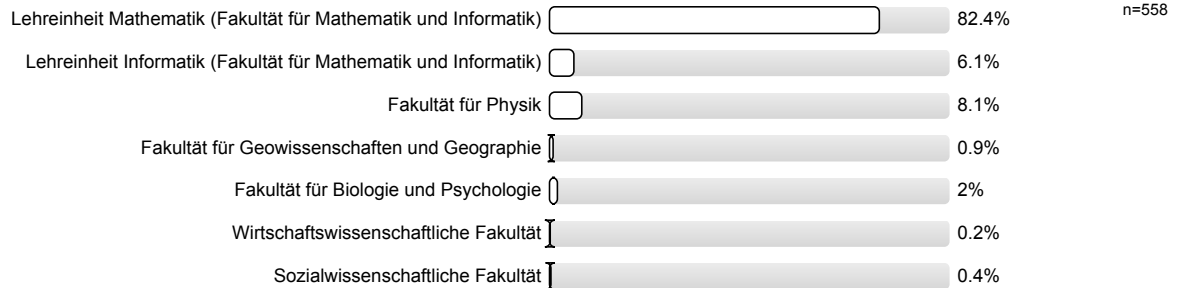 Lehreinheit Mathematik (Fakultät für Mathematik und Informatik) 82.4% n=558
Lehreinheit Informatik (Fakultät für Mathematik und Informatik) 6.1%
Fakultät für Physik 8.1%
Fakultät für Geowissenschaften und Geographie 0.9%
Fakultät für Biologie und Psychologie 2%
Wirtschaftswissenschaftliche Fakultät 0.2%
Sozialwissenschaftliche Fakultät 0.4%